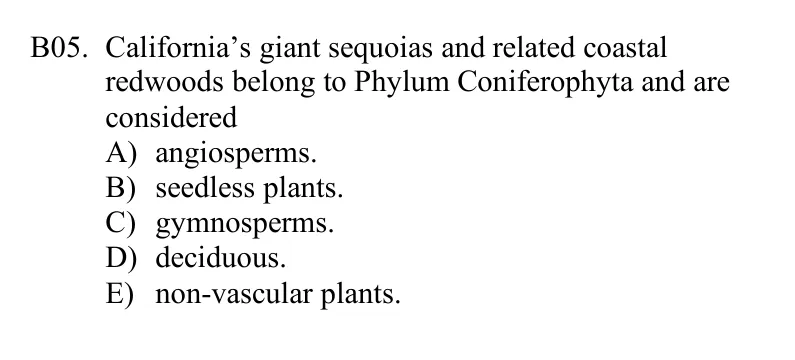 B05. California’s giant sequoias and related coastal
redwoods belong to Phylum Coniferophyta and are
considered
A) angiosperms.
B) seedless plants.
C) gymnosperms.
D) deciduous.
E) non-vascular plants.